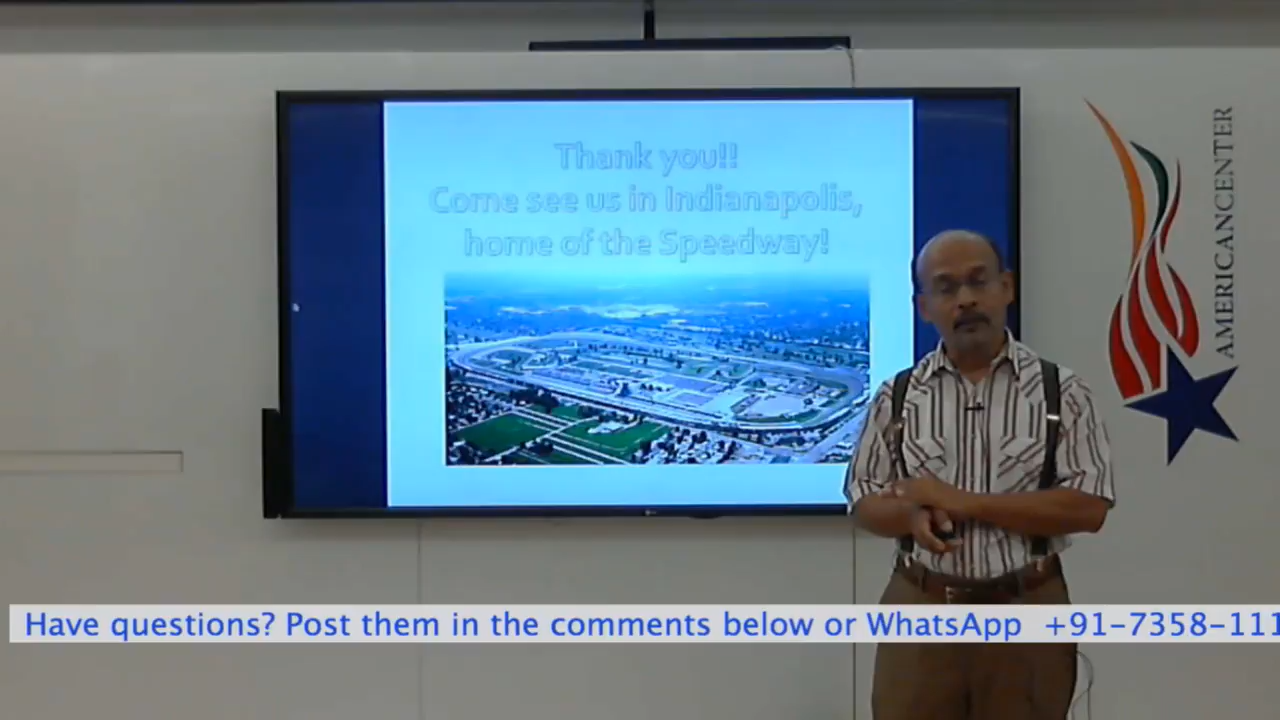 Thank you!!
Come see us in Indianapolis,
home of the Speedway!
AMERICANCENTER
Have questions? Post them in the comments below or WhatsApp +91-7358-111